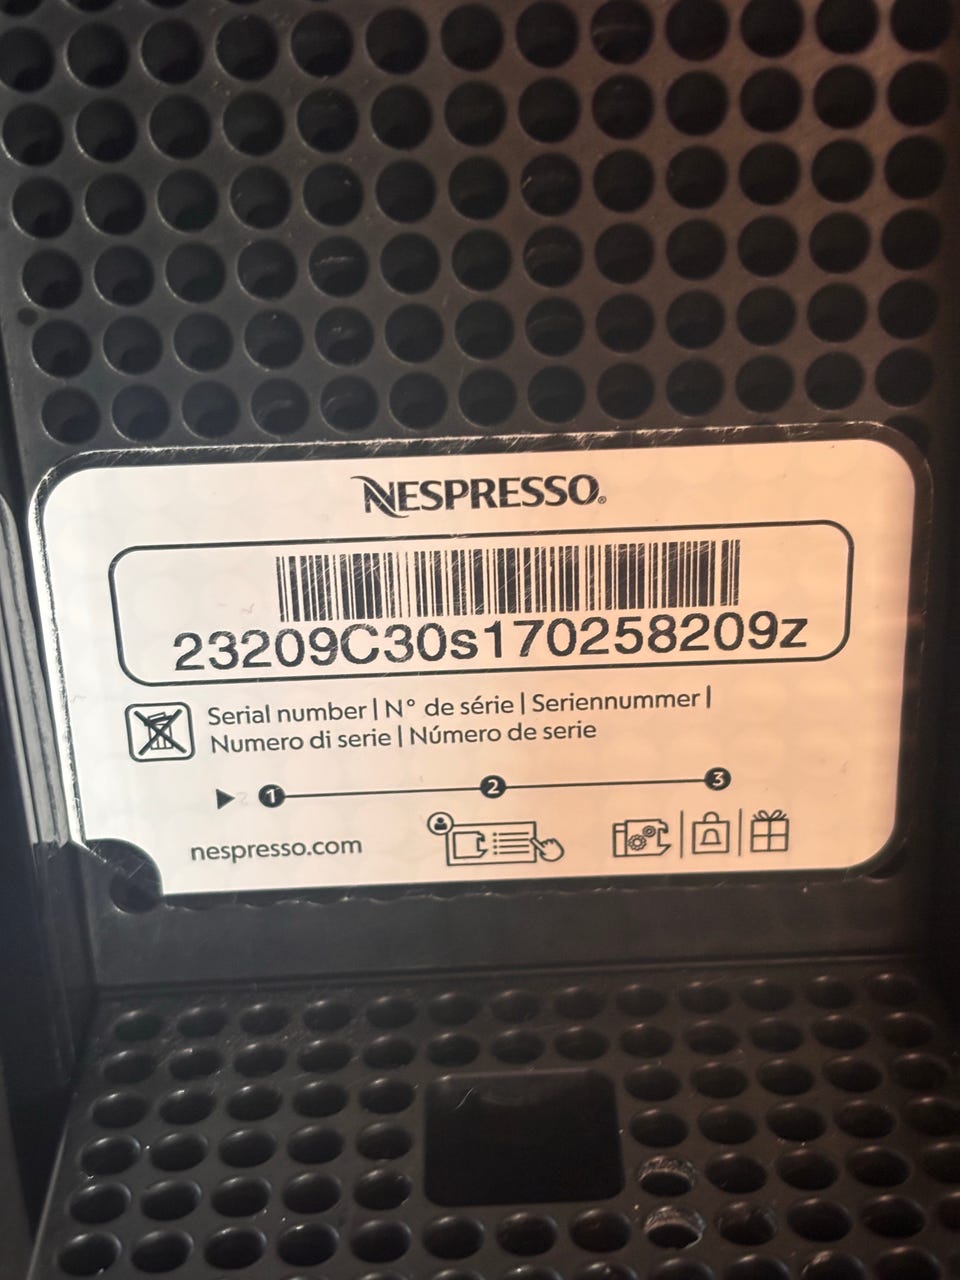 NESPRESSO®
23209C30s170258209z
Serial number | N° de série | Seriennummer |
Numero di serie | Número de serie
1 2 3
nespresso.com